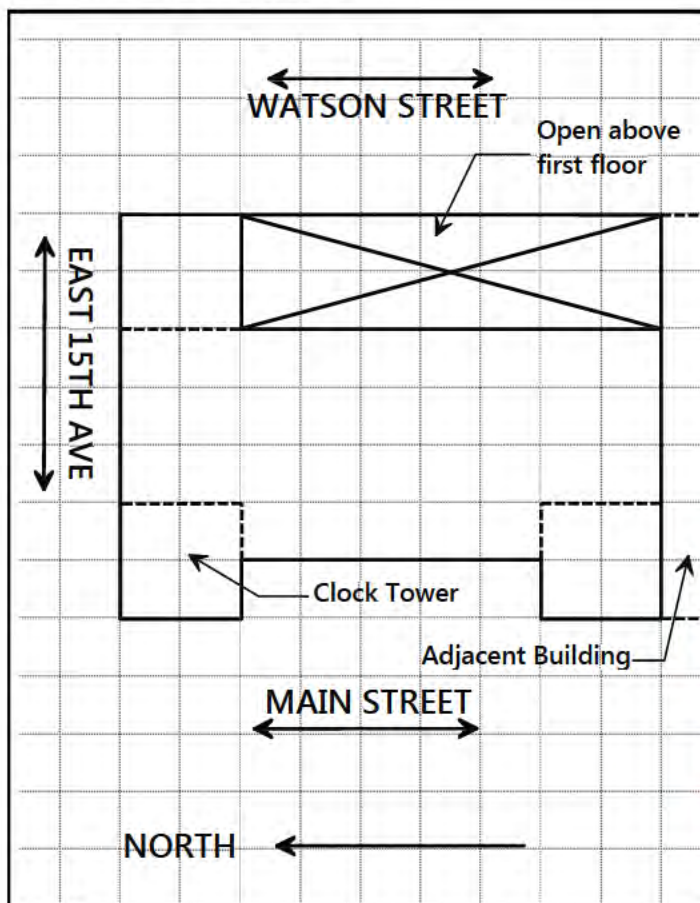 WATSON STREET
Open above
first floor
EAST 15TH AVE
Clock Tower
Adjacent Building
MAIN STREET
NORTH